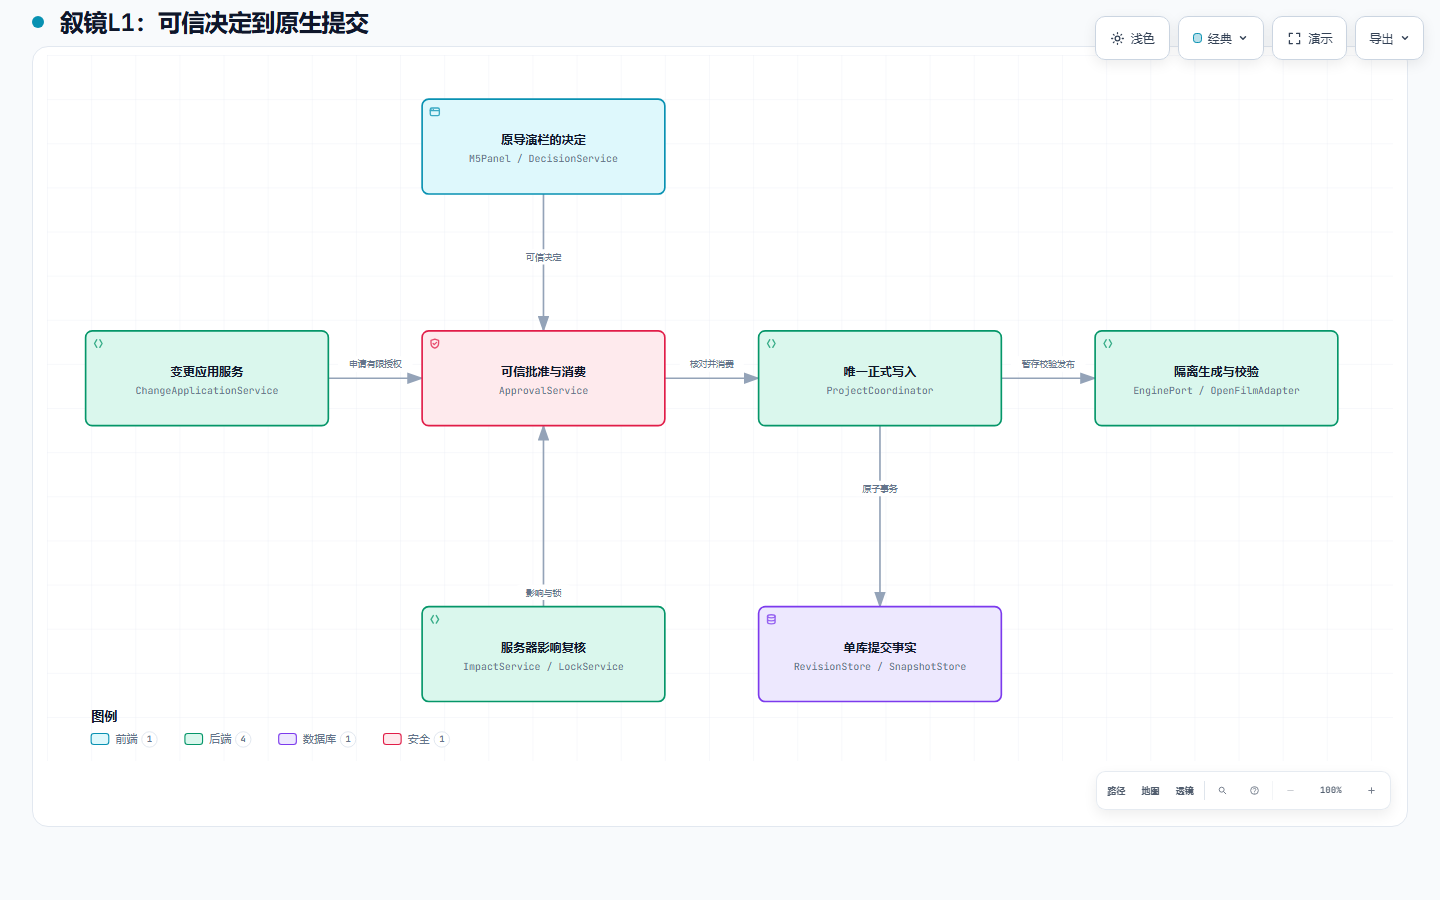 叙镜L1：可信决定到原生提交
浅色
经典
演示
导出
原导演栏的决定
M5Panel / DecisionService
可信决定
变更应用服务
ChangeApplicationService
申请有限授权
可信批准与消费
ApprovalService
核对并消费
唯一正式写入
ProjectCoordinator
暂存校验发布
隔离生成与校验
EnginePort / OpenFilmAdapter
原子事务
影响与锁
服务器影响复核
ImpactService / LockService
单库提交事实
RevisionStore / SnapshotStore
图例
前端 1
后端 4
数据库 1
安全 1
路径 地图 透镜 − 100% +